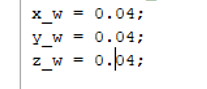 x_w = 0.04;
y_w = 0.04;
z_w = 0.04;